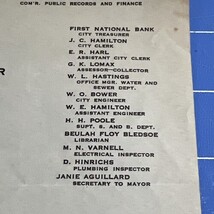 COM'R. PUBLIC RECORDS AND FINANCE
FIRST NATIONAL BANK
CITY TREASURER
J. C. HAMILTON
CITY CLERK
E. R. HARL
ASSISTANT CITY CLERK
G. K. LOMAX
ASSESSOR-COLLECTOR
W. L. HASTINGS
OFFICE MGR. WATER AND
SEWER DEPT.
W. O. BOWER
CITY ENGINEER
W. E. HAMILTON
ASSISTANT ENGINEER
H. H. POOLE
SUPT. S. AND B. DEPT.
BEULAH FLOY BLEDSOE
LIBRARIAN
M. N. VARNELL
ELECTRICAL INSPECTOR
D. HINRICHS
PLUMBING INSPECTOR
JANIE AGUILLARD
SECRETARY TO MAYOR
R